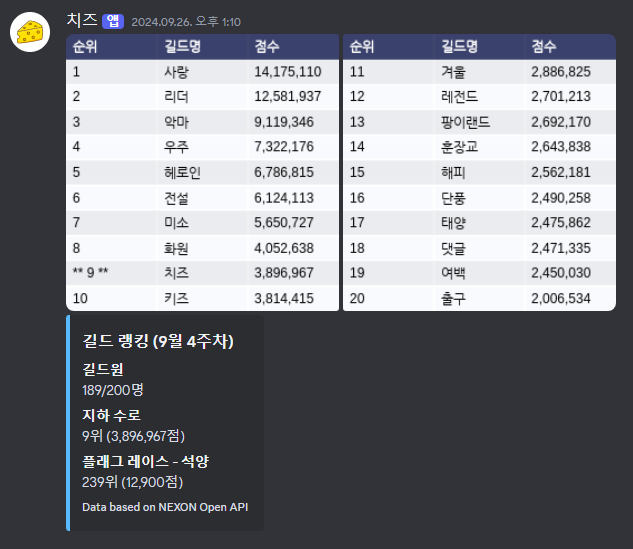 치즈 앱 2024.09.26. 오후 1:10
순위 길드명 점수
1 사랑 14,175,110
2 리더 12,581,937
3 악마 9,119,346
4 우주 7,322,176
5 헤로인 6,786,815
6 전설 6,124,113
7 미소 5,650,727
8 화원 4,052,638
** 9 ** 치즈 3,896,967
10 키즈 3,814,415
순위 길드명 점수
11 겨울 2,886,825
12 레전드 2,701,213
13 팡이랜드 2,692,170
14 훈장교 2,643,838
15 해피 2,562,181
16 단풍 2,490,258
17 태양 2,475,862
18 댓글 2,471,335
19 여백 2,450,030
20 출구 2,006,534
길드 랭킹 (9월 4주차)
길드원
189/200명
지하 수로
9위 (3,896,967점)
플래그 레이스 - 석양
239위 (12,900점)
Data based on NEXON Open API